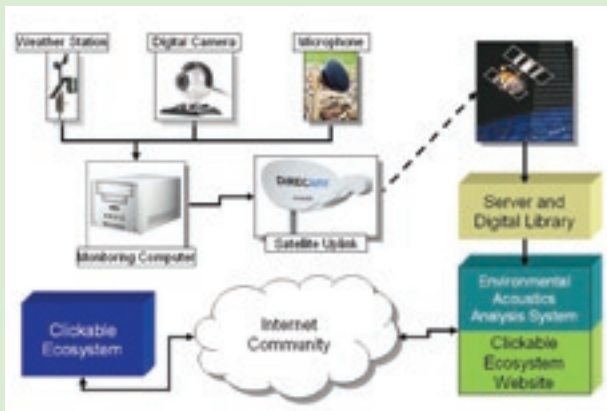 Weather Station
Digital Camera
Microphone
Monitoring Computer
Satellite Uplink
Server and
Digital Library
Environmental
Acoustics
Analysis System
Clickable
Ecosystem
Website
Internet
Community
Clickable
Ecosystem